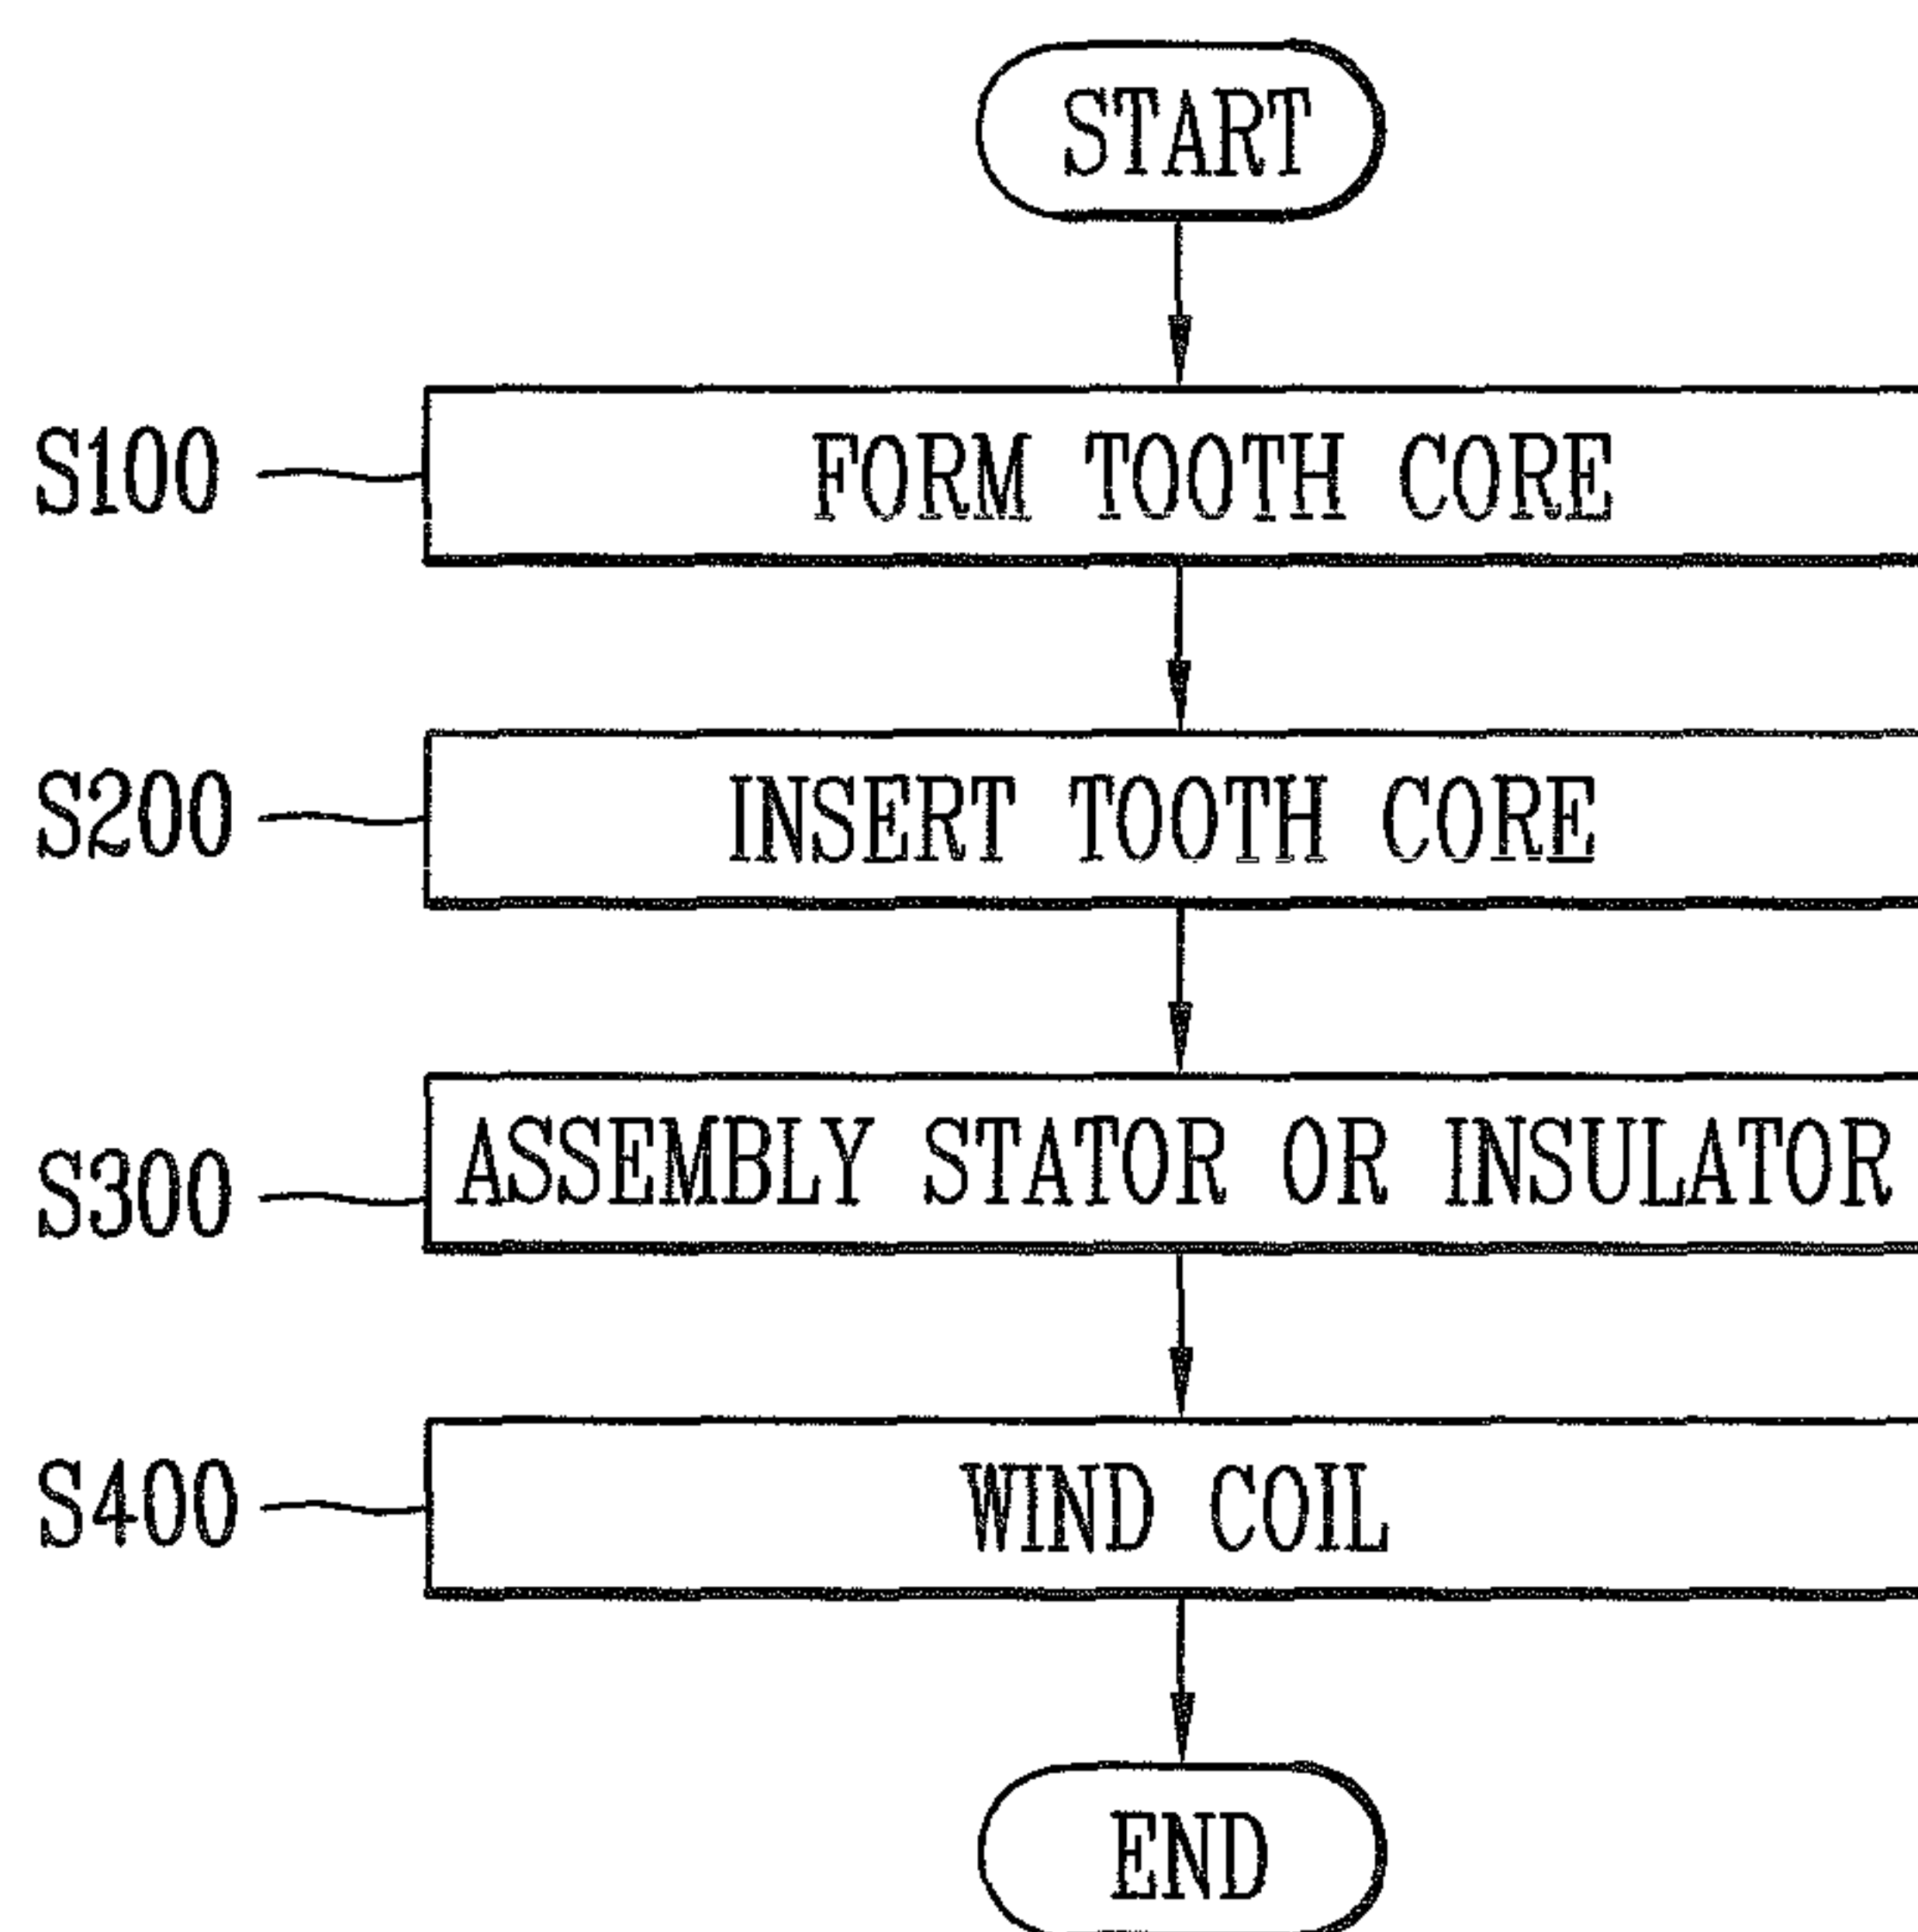 START
S100 FORM TOOTH CORE
S200 INSERT TOOTH CORE
S300 ASSEMBLY STATOR OR INSULATOR
S400 WIND COIL
END